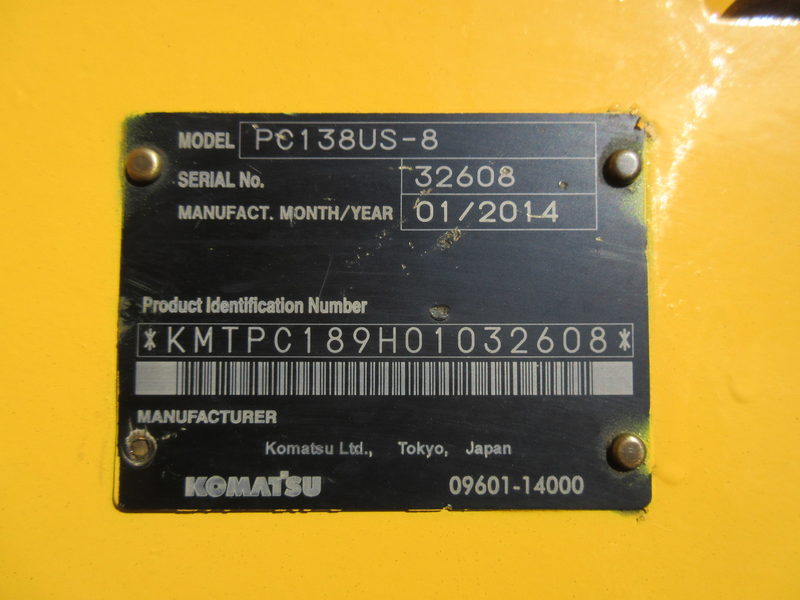 MODEL PC138US-8
SERIAL No. 32608
MANUFACT. MONTH/YEAR 01/2014
Product Identification Number
*KMTPC189H01032608*
MANUFACTURER
Komatsu Ltd., Tokyo, Japan
KOMATSU 09601-14000